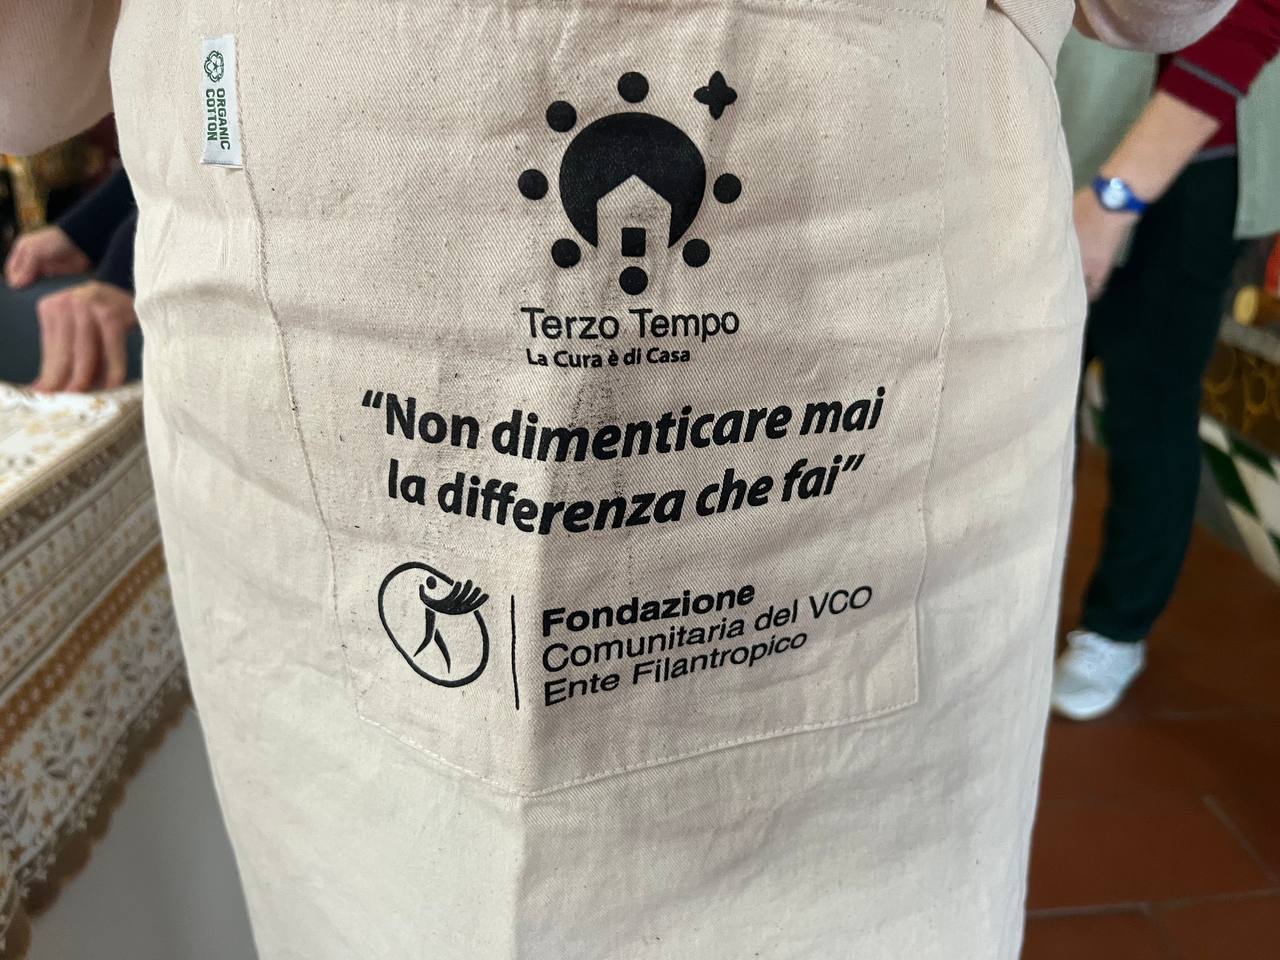 ORGANIC
COTTON
Terzo Tempo
La Cura è di Casa
“Non dimenticare mai
la differenza che fai”
Fondazione
Comunitaria del VCO
Ente Filantropico